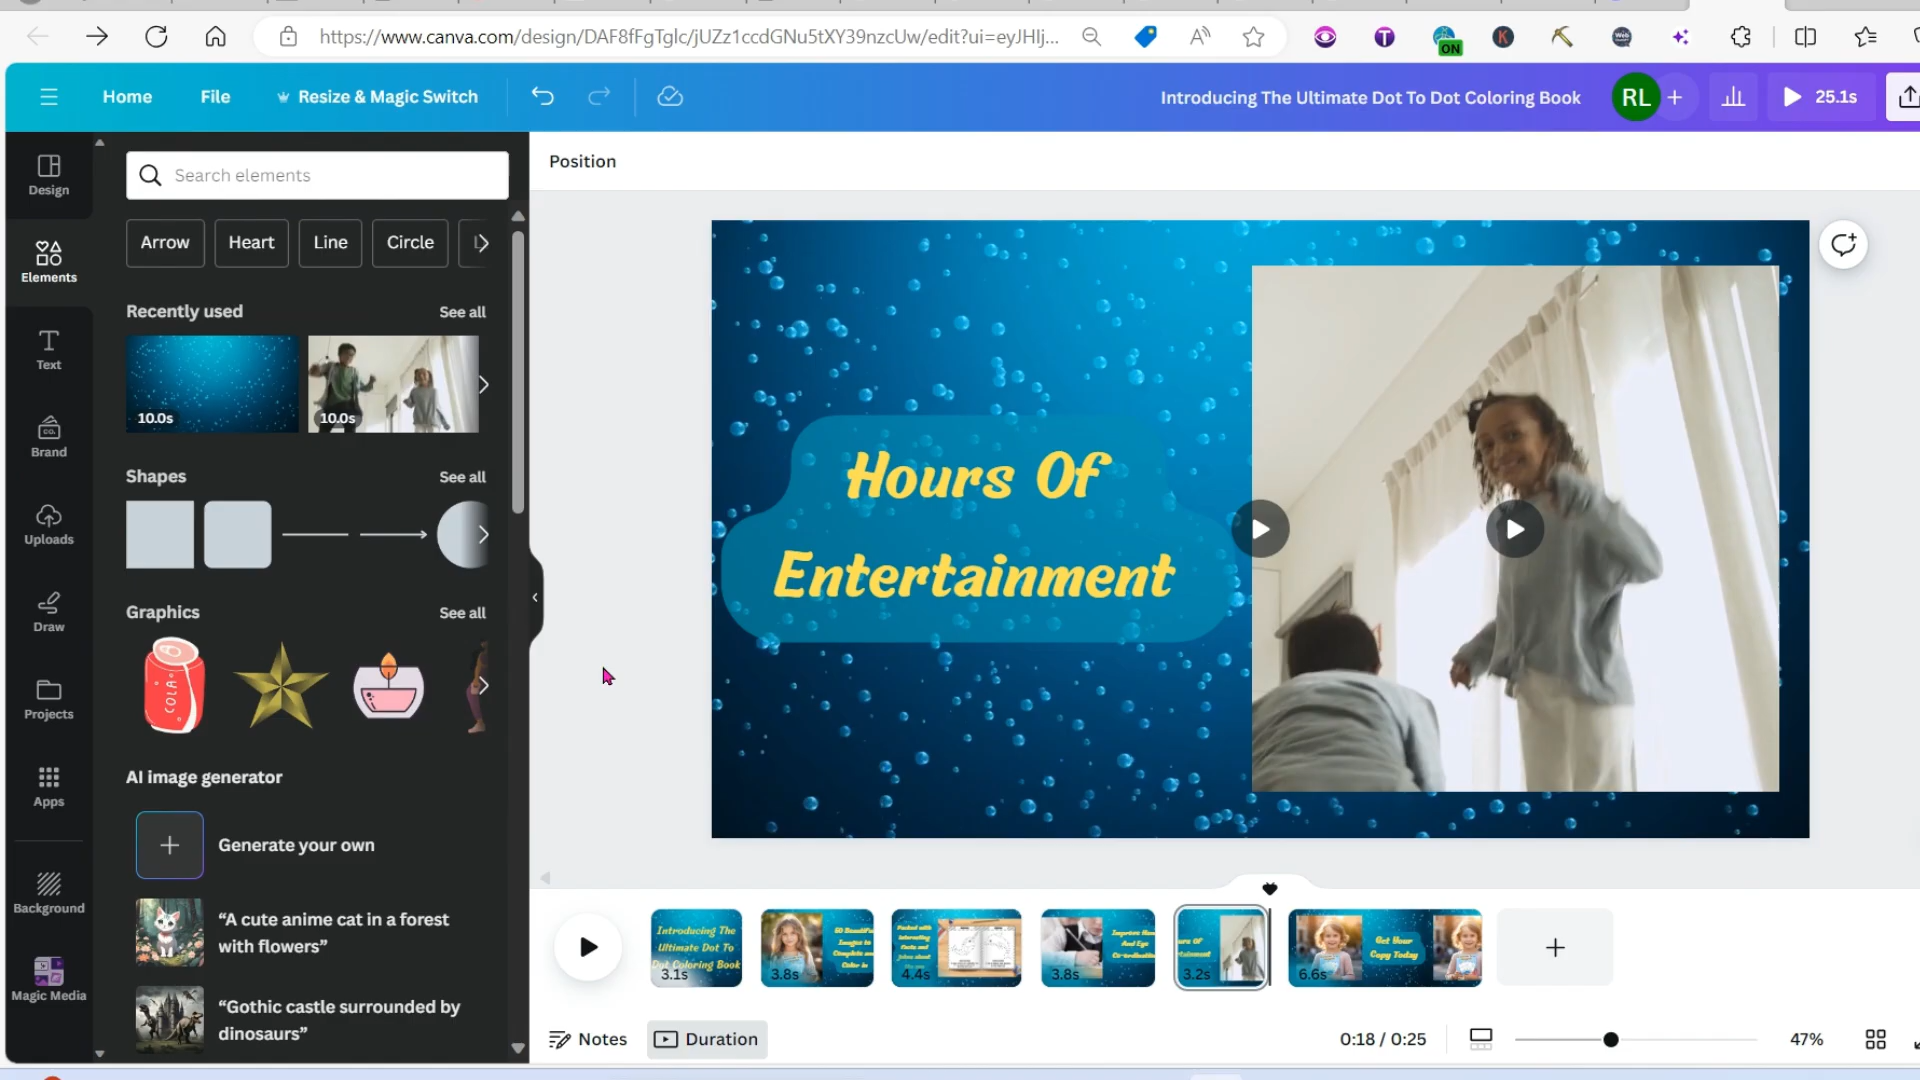 https://www.canva.com/design/DAF8fFgTglc/jUZz1ccdGNu5tXY39nzcUw/edit?ui=eyJHIj...
ON
Home
File
Resize & Magic Switch
Introducing The Ultimate Dot To Dot Coloring Book
RL
25.1s
Design
Elements
Text
Brand
Uploads
Draw
Projects
Apps
Background
Magic Media
Search elements
Arrow
Heart
Line
Circle
Recently used
See all
10.0s
10.0s
Shapes
See all
Graphics
See all
COLA
AI image generator
Generate your own
“A cute anime cat in a forest
with flowers”
“Gothic castle surrounded by
dinosaurs”
Position
Hours Of
Entertainment
Introducing The
Ultimate Dot To
Dot Coloring Book
3.1s
3.8s
4.4s
3.8s
3.2s
Get Your
Copy Today
6.6s
Notes
Duration
0:18 / 0:25
47%